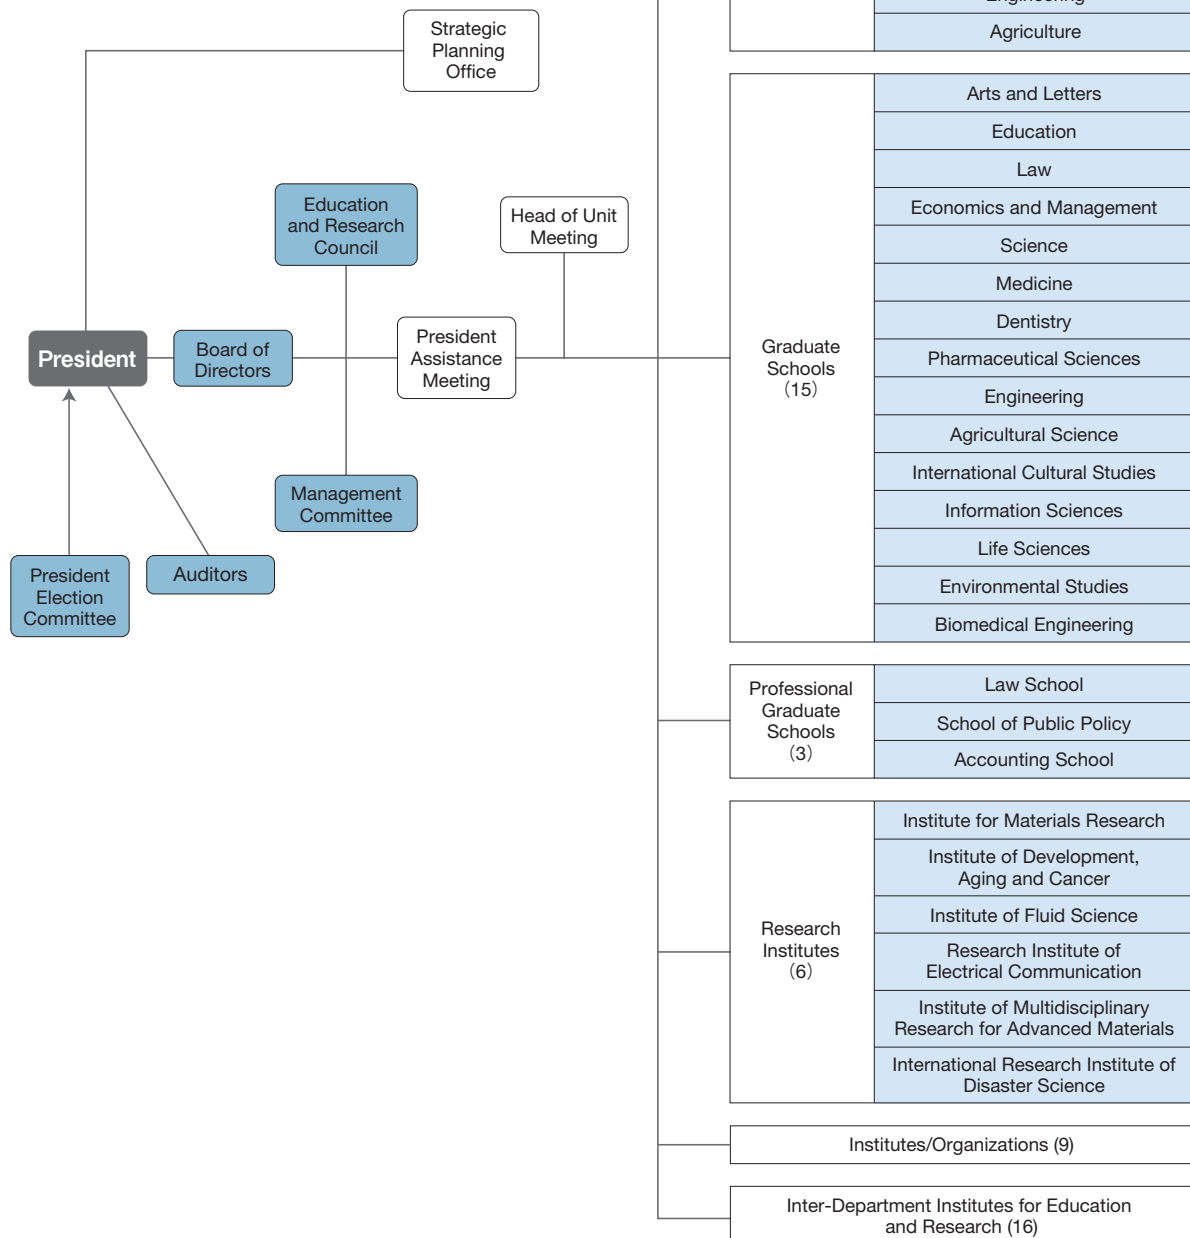 Strategic
Planning
Office
Education
and Research
Council
Head of Unit
Meeting
President
Board of
Directors
President
Assistance
Meeting
Management
Committee
President
Election
Committee
Auditors
Engineering
Agriculture
Graduate
Schools
(15)
Arts and Letters
Education
Law
Economics and Management
Science
Medicine
Dentistry
Pharmaceutical Sciences
Engineering
Agricultural Science
International Cultural Studies
Information Sciences
Life Sciences
Environmental Studies
Biomedical Engineering
Professional
Graduate
Schools
(3)
Law School
School of Public Policy
Accounting School
Research
Institutes
(6)
Institute for Materials Research
Institute of Development,
Aging and Cancer
Institute of Fluid Science
Research Institute of
Electrical Communication
Institute of Multidisciplinary
Research for Advanced Materials
International Research Institute of
Disaster Science
Institutes/Organizations (9)
Inter-Department Institutes for Education
and Research (16)